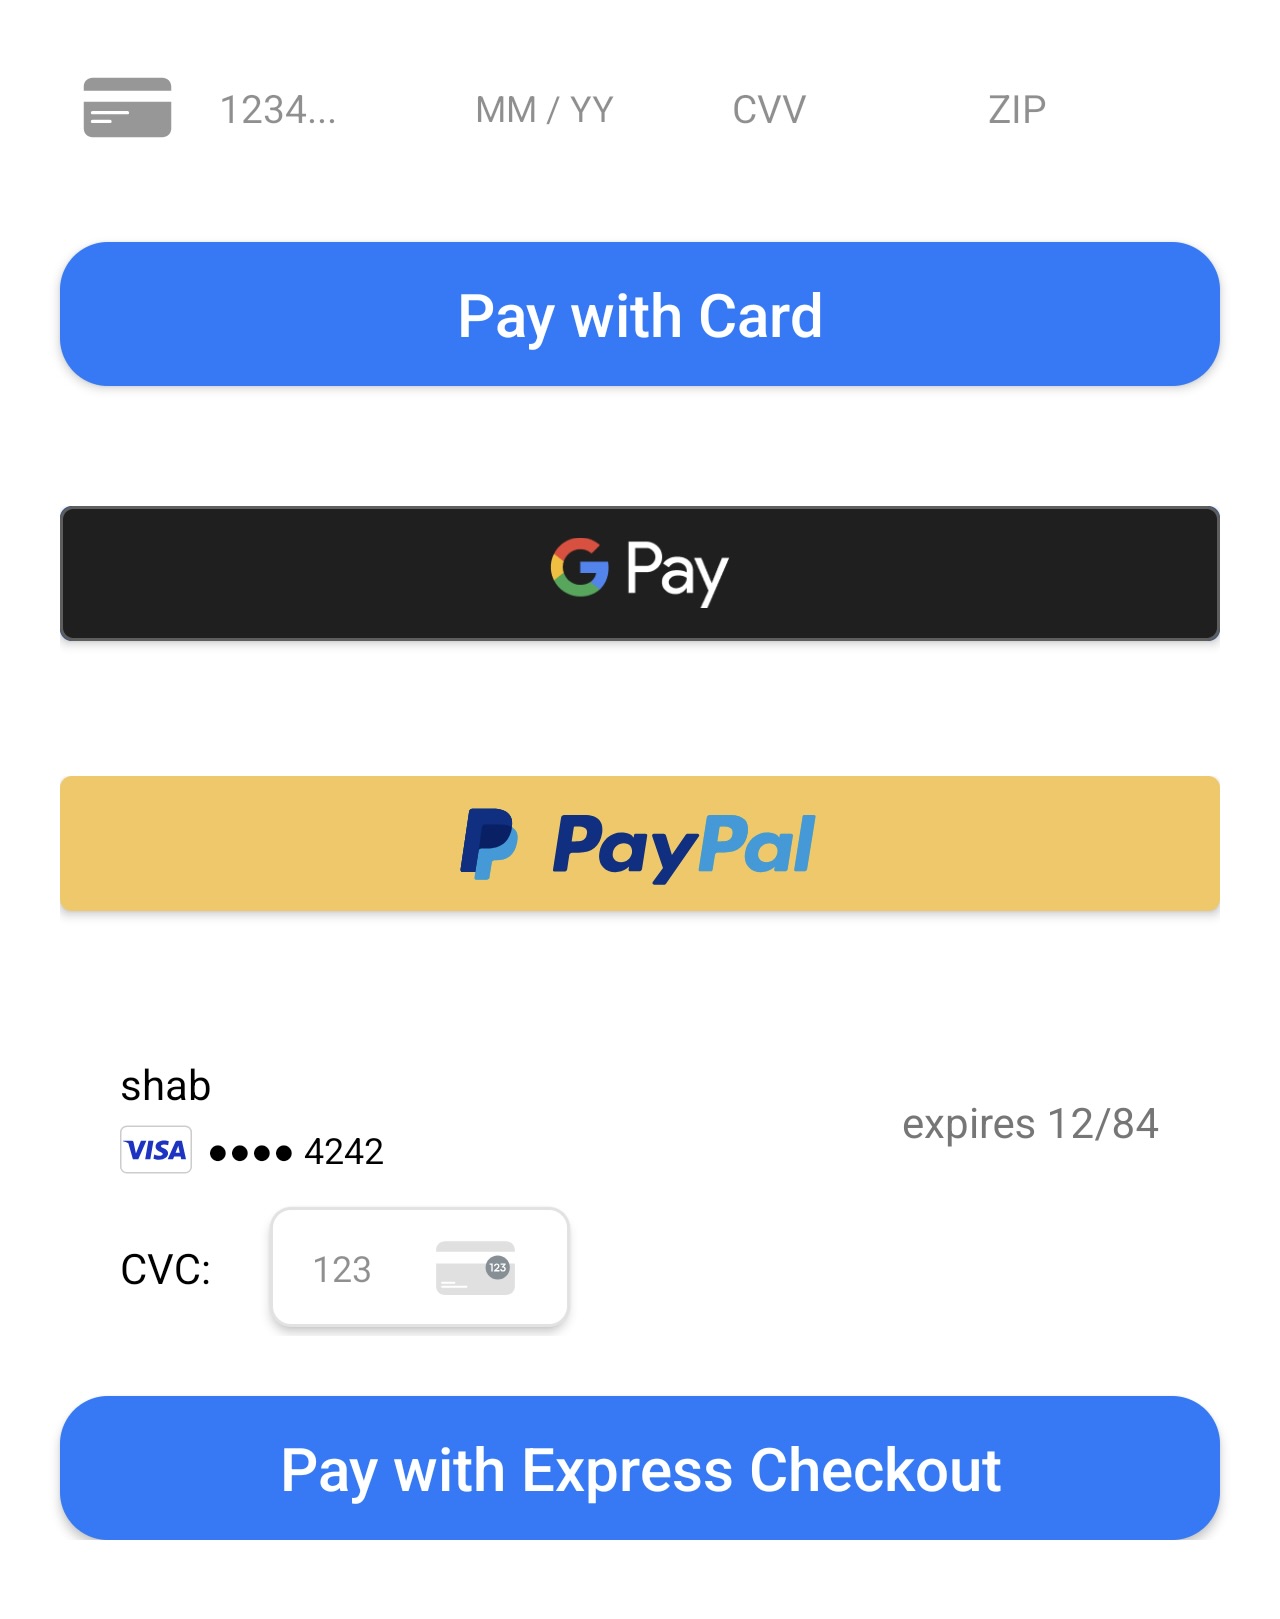 1234... MM / YY CVV ZIP
Pay with Card
G Pay
P PayPal
shab
expires 12/84
VISA ●●●● 4242
CVC: 123 123
Pay with Express Checkout